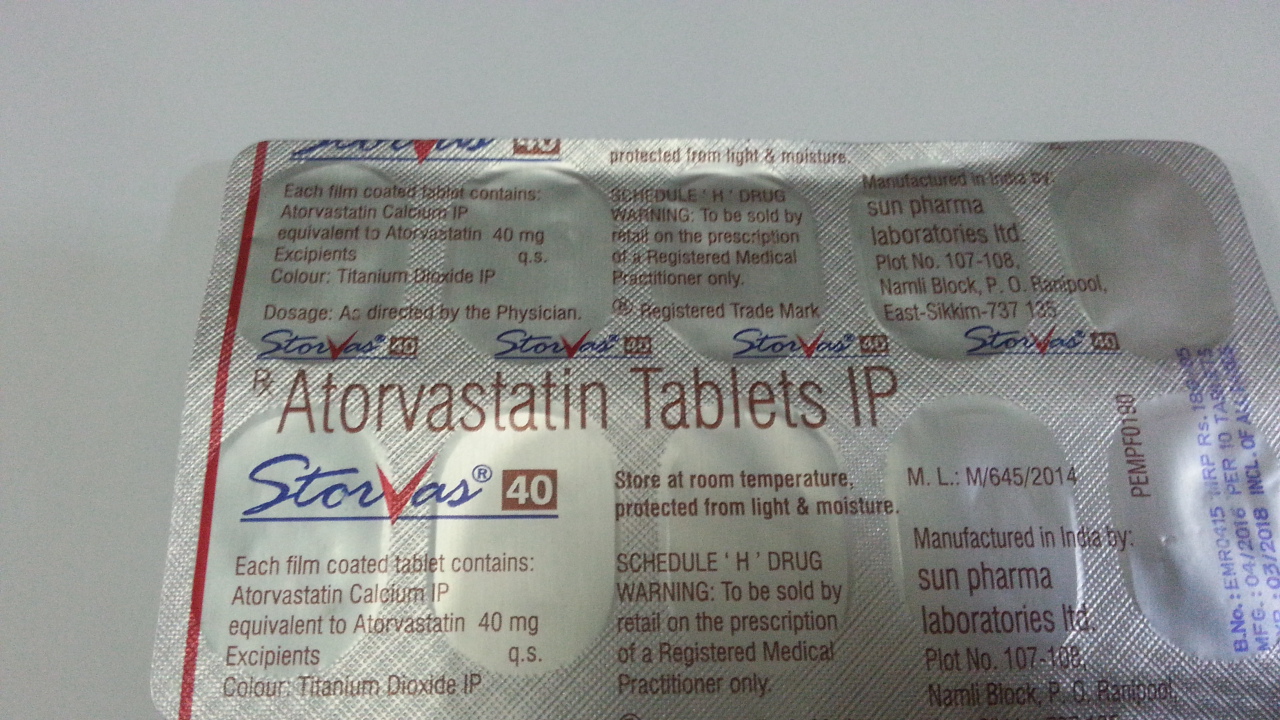 StorVas 40
protected from light & moisture.
Each film coated tablet contains:
Atorvastatin Calcium IP
equivalent to Atorvastatin 40 mg
Excipients q.s.
Colour: Titanium Dioxide IP
Dosage: As directed by the Physician.
SCHEDULE ' H ' DRUG
WARNING: To be sold by
retail on the prescription
of a Registered Medical
Practitioner only.
® Registered Trade Mark
Manufactured in India by:
sun pharma
laboratories ltd.
Plot No. 107-108,
Namli Block, P. O. Ranipool,
East-Sikkim-737 135
StorVas® 40 StorVas® 40 StorVas® 40 StorVas® 40
Rx Atorvastatin Tablets IP
StorVas® 40
Each film coated tablet contains:
Atorvastatin Calcium IP
equivalent to Atorvastatin 40 mg
Excipients q.s.
Colour: Titanium Dioxide IP
Store at room temperature,
protected from light & moisture.
SCHEDULE ' H ' DRUG
WARNING: To be sold by
retail on the prescription
of a Registered Medical
Practitioner only.
M. L.: M/645/2014
Manufactured in India by:
sun pharma
laboratories ltd.
Plot No. 107-108,
Namli Block, P. O. Ranipool,
PEMPF0190
B.No.: EMR0415 MRP Rs.
MFG.: 04/2016 PER 10 TABLETS
03/2018 INCL. OF ALL